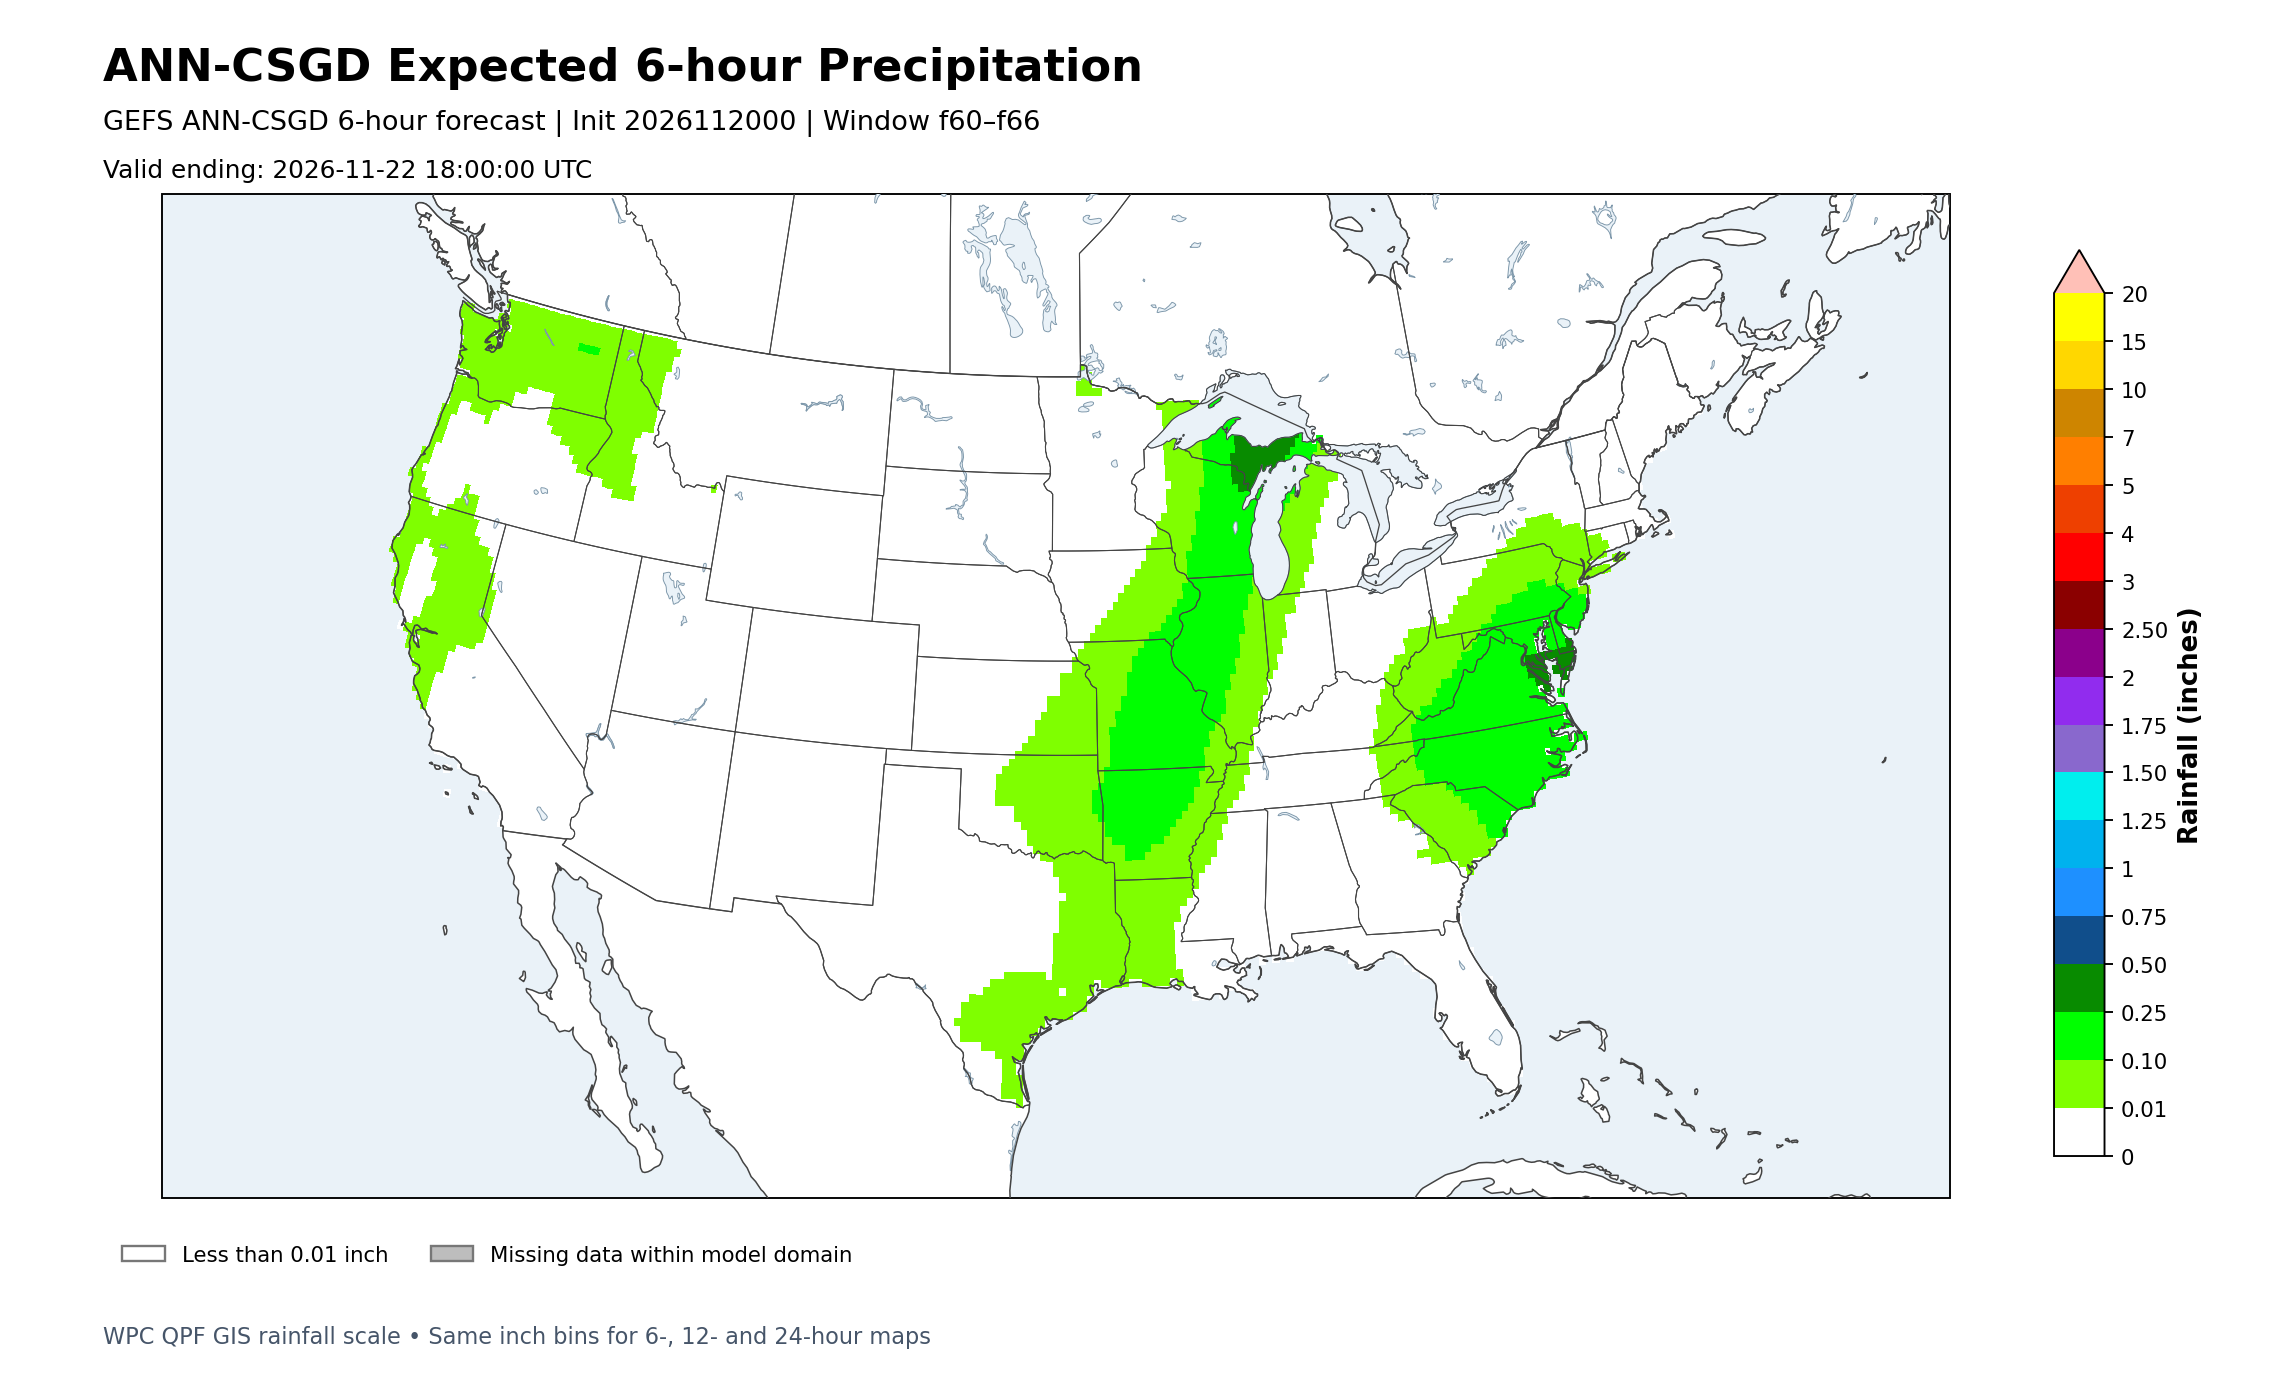 ANN-CSGD Expected 6-hour Precipitation
GEFS ANN-CSGD 6-hour forecast | Init 2026112000 | Window f60–f66
Valid ending: 2026-11-22 18:00:00 UTC
20
15
10
7
5
4
3
2.50
2
1.75
1.50
1.25
1
0.75
0.50
0.25
0.10
0.01
0
Rainfall (inches)
Less than 0.01 inch
Missing data within model domain
WPC QPF GIS rainfall scale • Same inch bins for 6-, 12- and 24-hour maps